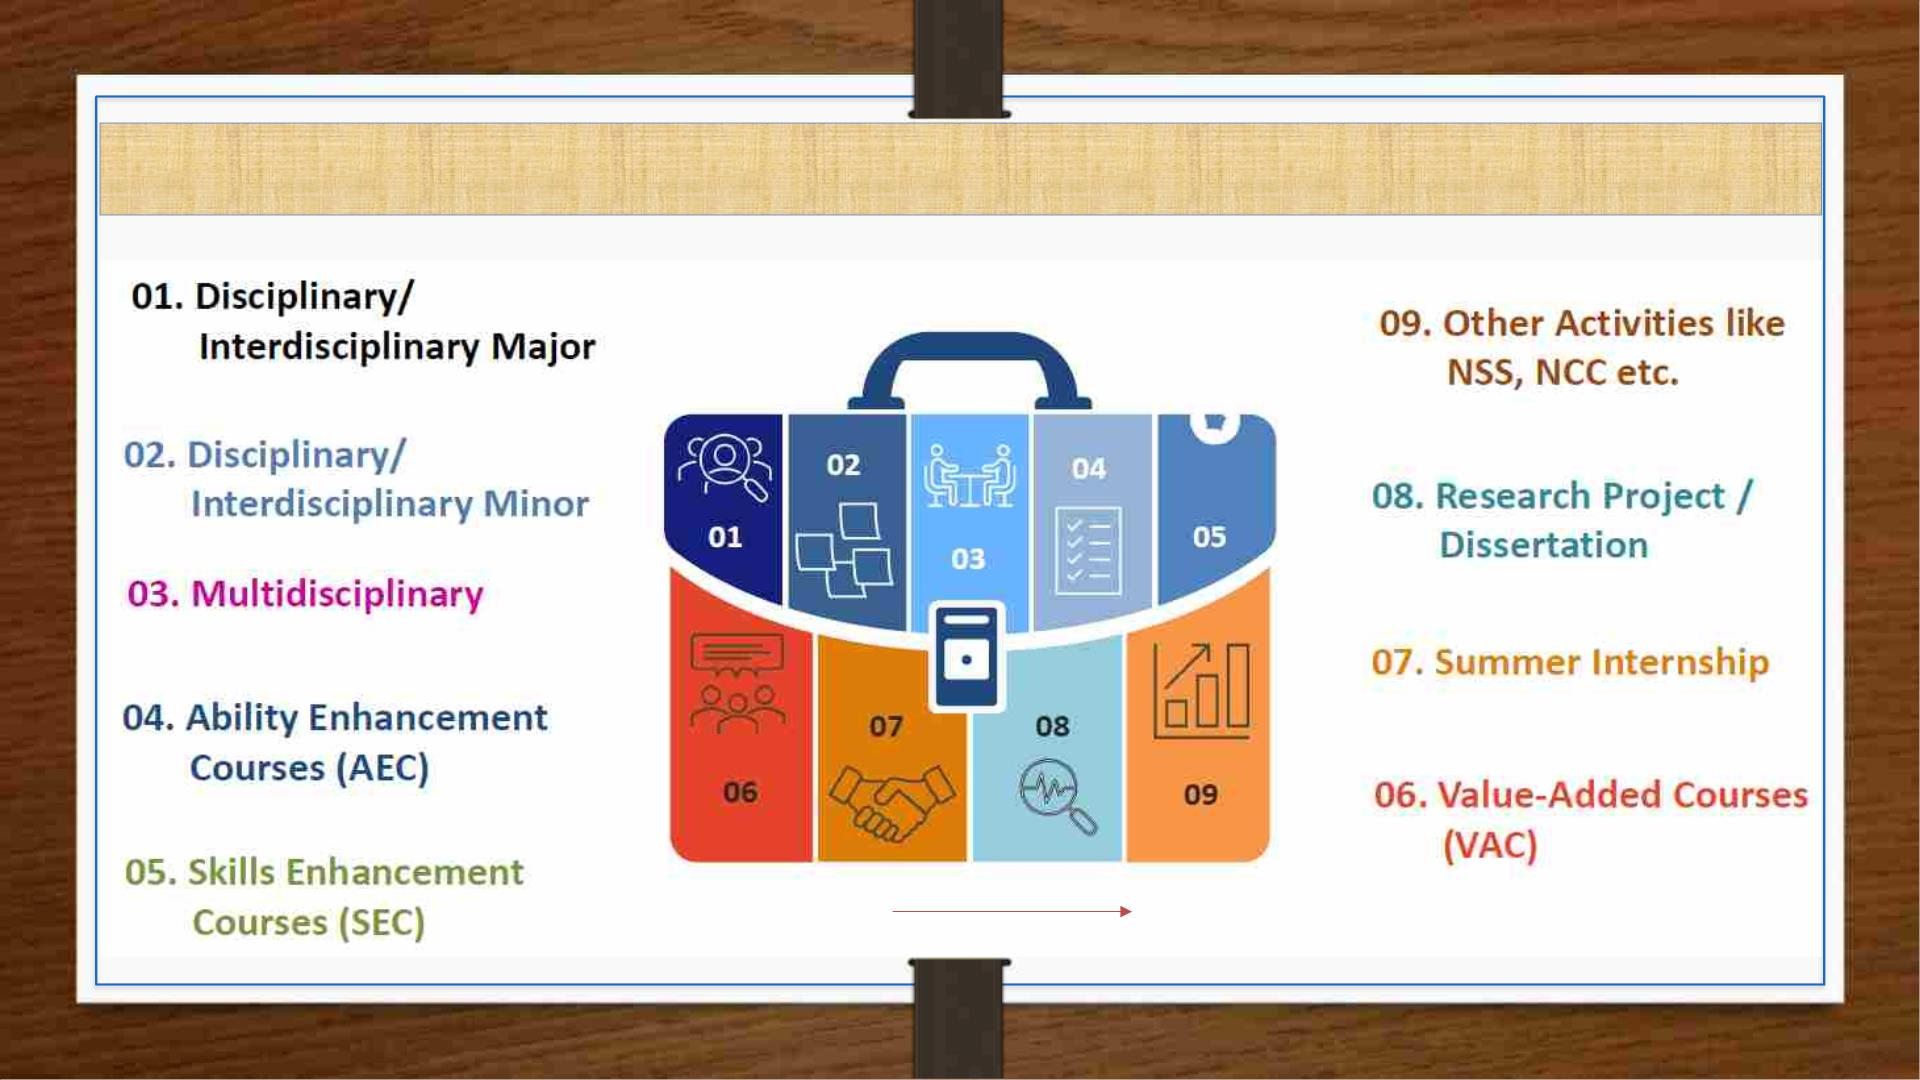 01. Disciplinary/
Interdisciplinary Major
02. Disciplinary/
Interdisciplinary Minor
03. Multidisciplinary
04. Ability Enhancement
Courses (AEC)
05. Skills Enhancement
Courses (SEC)
01
02
03
04
05
06
07
08
09
09. Other Activities like
NSS, NCC etc.
08. Research Project /
Dissertation
07. Summer Internship
06. Value-Added Courses
(VAC)